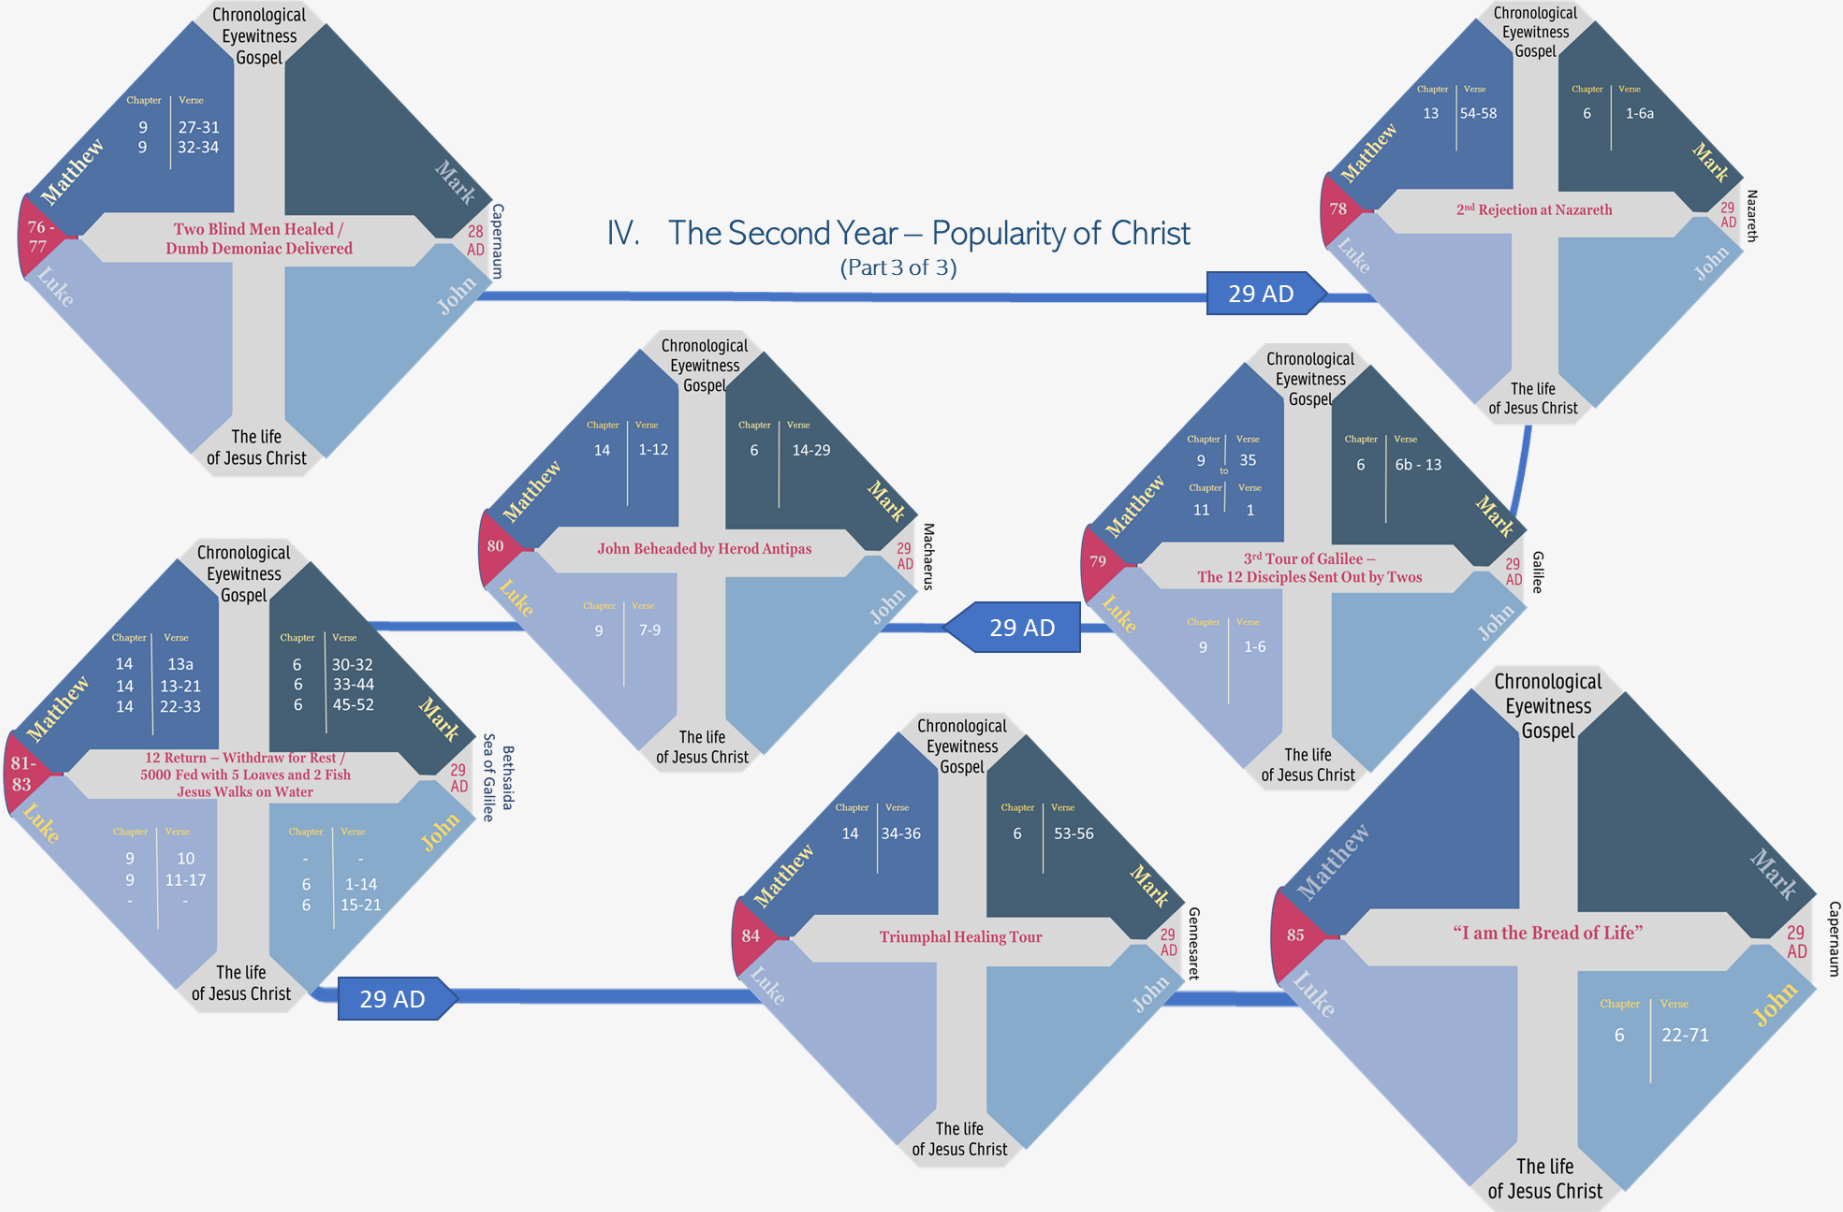 Chronological
Eyewitness
Gospel
Chapter Verse
9 27-31
9 32-34
Matthew
Mark
76 -
77
Two Blind Men Healed /
Dumb Demoniac Delivered
28
AD
Capernaum
Luke
John
The life
of Jesus Christ
IV. The Second Year – Popularity of Christ
(Part 3 of 3)
29 AD
Chronological
Eyewitness
Gospel
Chapter Verse
13 54-58
Chapter Verse
6 1-6a
Matthew
Mark
78
2nd Rejection at Nazareth
29
AD
Nazareth
Luke
John
The life
of Jesus Christ
Chronological
Eyewitness
Gospel
Chapter Verse
9 35
to
Chapter Verse
11 1
Chapter Verse
6 6b - 13
Matthew
Mark
79
3rd Tour of Galilee –
The 12 Disciples Sent Out by Twos
29
AD
Galilee
Luke
John
Chapter Verse
9 1-6
The life
of Jesus Christ
29 AD
Chronological
Eyewitness
Gospel
Chapter Verse
14 1-12
Chapter Verse
6 14-29
Matthew
Mark
80
John Beheaded by Herod Antipas
29
AD
Machaerus
Luke
John
Chapter Verse
9 7-9
The life
of Jesus Christ
Chronological
Eyewitness
Gospel
Chapter Verse
14 13a
14 13-21
14 22-33
Chapter Verse
6 30-32
6 33-44
6 45-52
Matthew
Mark
81-
83
12 Return – Withdraw for Rest /
5000 Fed with 5 Loaves and 2 Fish
Jesus Walks on Water
29
AD
Bethsaida
Sea of Galilee
Luke
John
Chapter Verse
9 10
9 11-17
- -
Chapter Verse
- -
6 1-14
6 15-21
The life
of Jesus Christ
29 AD
Chronological
Eyewitness
Gospel
Chapter Verse
14 34-36
Chapter Verse
6 53-56
Matthew
Mark
84
Triumphal Healing Tour
29
AD
Gennesaret
Luke
John
The life
of Jesus Christ
Chronological
Eyewitness
Gospel
Matthew
Mark
85
“I am the Bread of Life”
29
AD
Capernaum
Luke
John
Chapter Verse
6 22-71
The life
of Jesus Christ